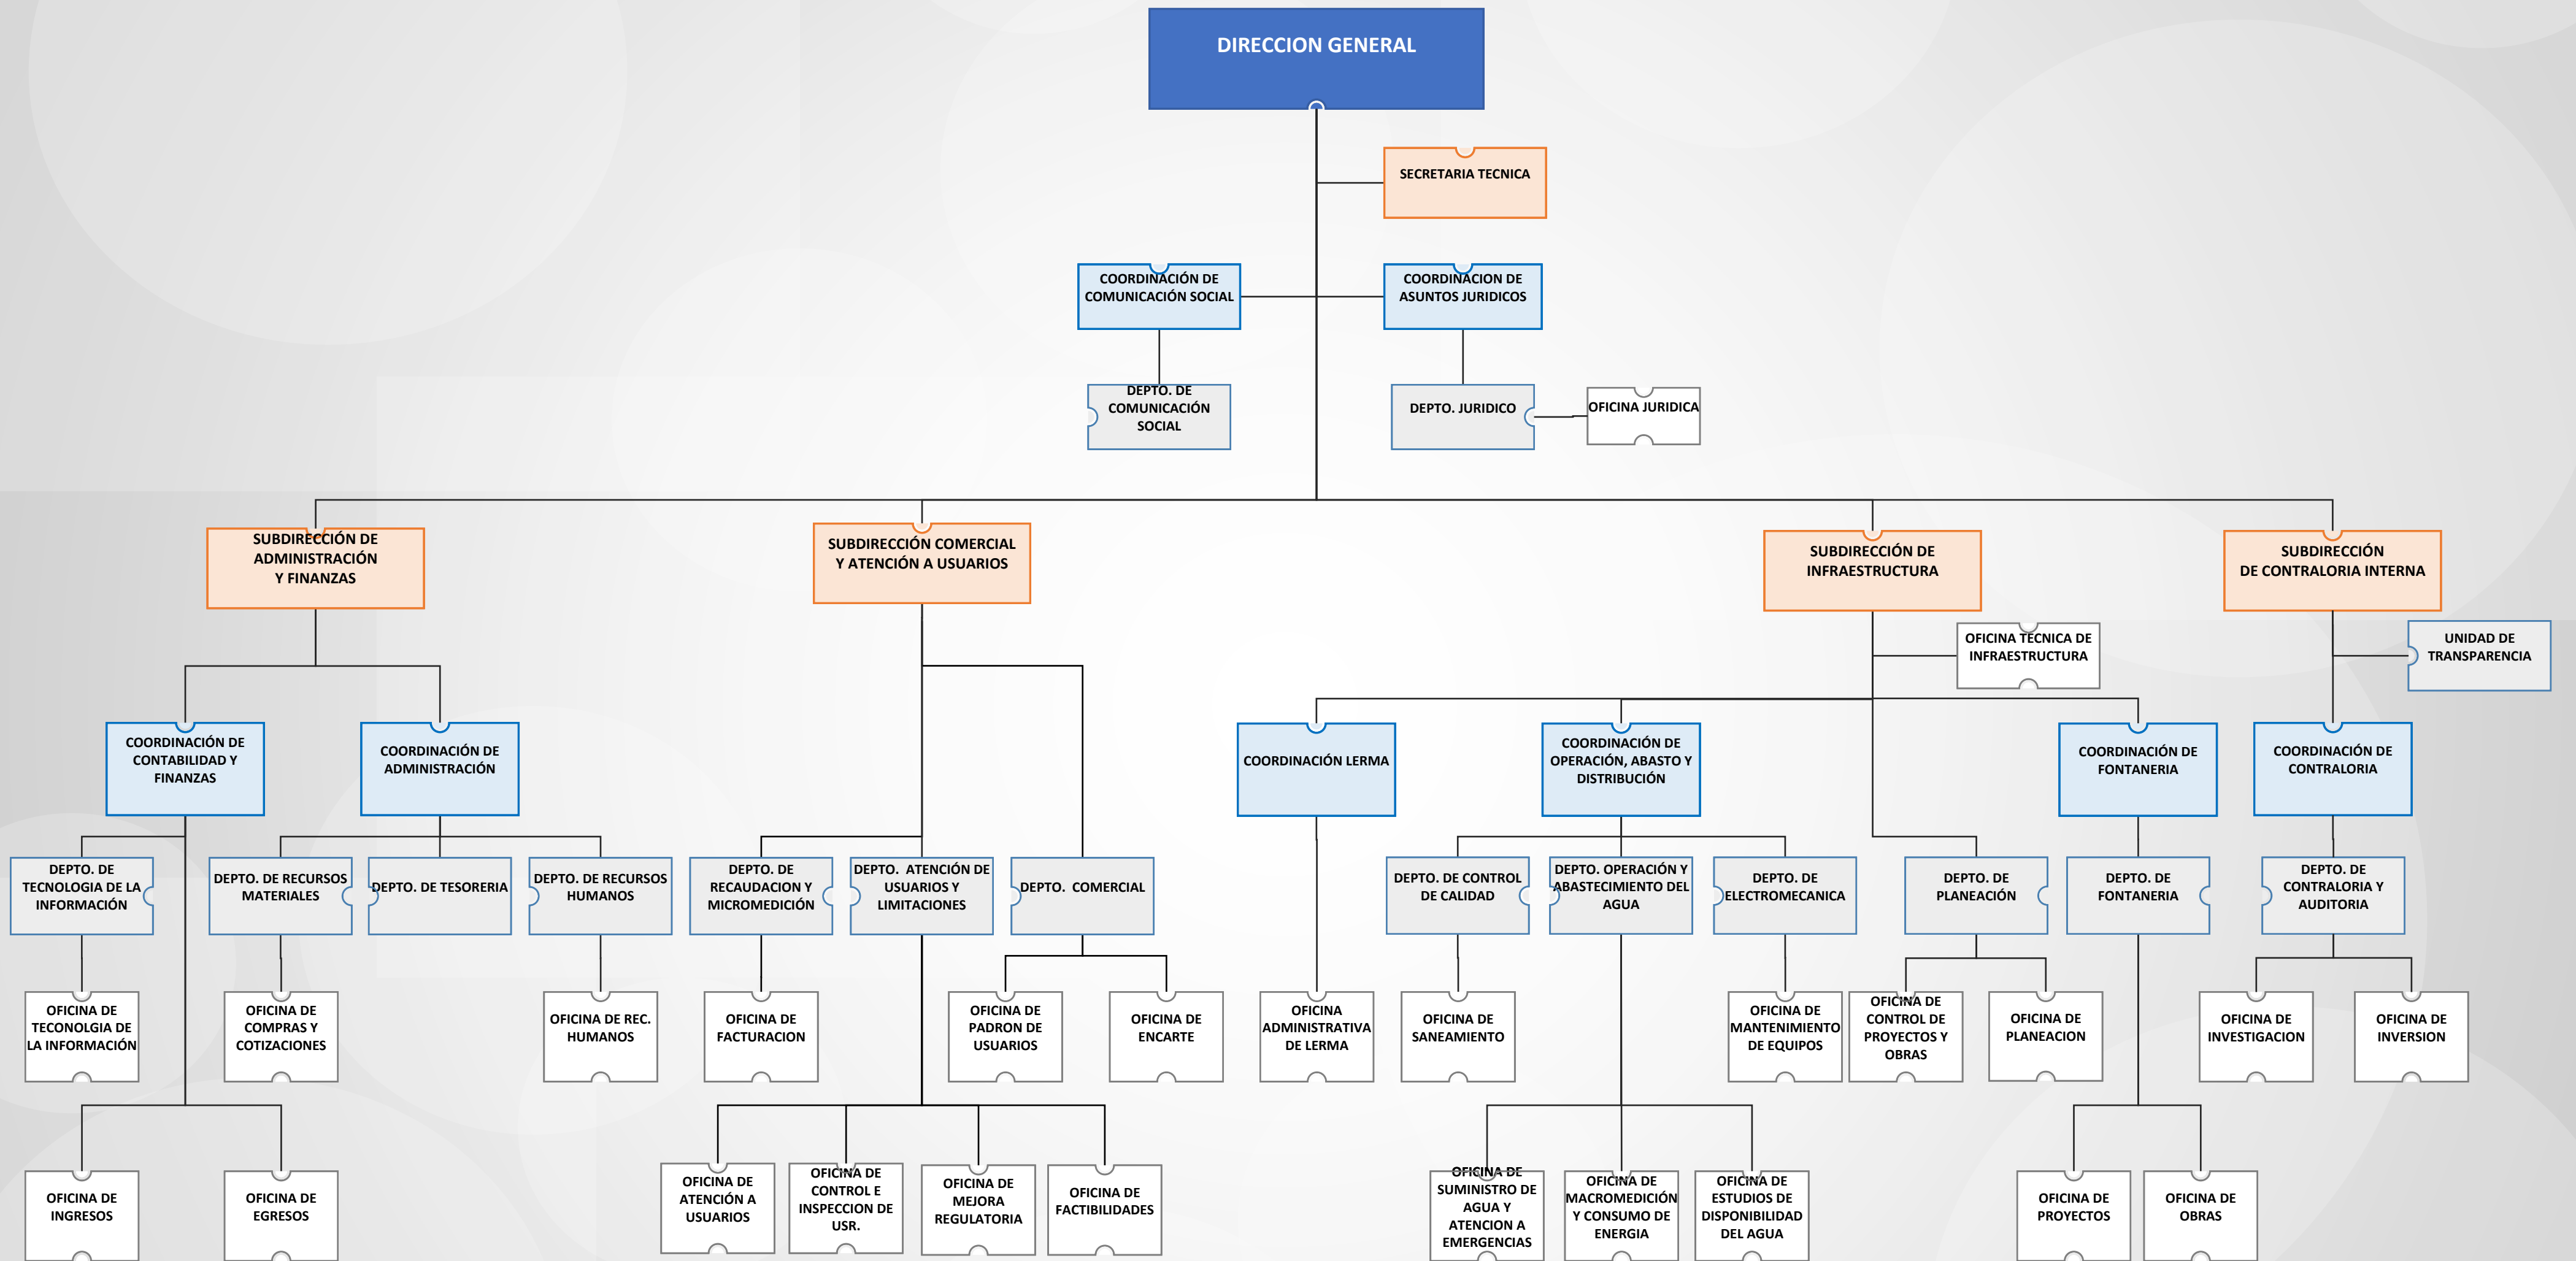 DIRECCION GENERAL
SECRETARIA TECNICA
COORDINACIÓN DE
COMUNICACIÓN SOCIAL
COORDINACION DE
ASUNTOS JURIDICOS
DEPTO. DE
COMUNICACIÓN
SOCIAL
DEPTO. JURIDICO
OFICINA JURIDICA
SUBDIRECCIÓN DE
ADMINISTRACIÓN
Y FINANZAS
SUBDIRECCIÓN COMERCIAL
Y ATENCIÓN A USUARIOS
SUBDIRECCIÓN DE
INFRAESTRUCTURA
SUBDIRECCIÓN
DE CONTRALORIA INTERNA
OFICINA TECNICA DE
INFRAESTRUCTURA
UNIDAD DE
TRANSPARENCIA
COORDINACIÓN DE
CONTABILIDAD Y
FINANZAS
COORDINACIÓN DE
ADMINISTRACIÓN
COORDINACIÓN LERMA
COORDINACIÓN DE
OPERACIÓN, ABASTO Y
DISTRIBUCIÓN
COORDINACIÓN DE
FONTANERIA
COORDINACIÓN DE
CONTRALORIA
DEPTO. DE
TECNOLOGIA DE LA
INFORMACIÓN
DEPTO. DE RECURSOS
MATERIALES
DEPTO. DE TESORERIA
DEPTO. DE RECURSOS
HUMANOS
DEPTO. DE
RECAUDACION Y
MICROMEDICIÓN
DEPTO. ATENCIÓN DE
USUARIOS Y
LIMITACIONES
DEPTO. COMERCIAL
DEPTO. DE CONTROL
DE CALIDAD
DEPTO. OPERACIÓN Y
ABASTECIMIENTO DEL
AGUA
DEPTO. DE
ELECTROMECANICA
DEPTO. DE
PLANEACIÓN
DEPTO. DE
FONTANERIA
DEPTO. DE
CONTRALORIA Y
AUDITORIA
OFICINA DE
TECONOLGIA DE
LA INFORMACIÓN
OFICINA DE
COMPRAS Y
COTIZACIONES
OFICINA DE REC.
HUMANOS
OFICINA DE
FACTURACION
OFICINA DE
PADRON DE
USUARIOS
OFICINA DE
ENCARTE
OFICINA
ADMINISTRATIVA
DE LERMA
OFICINA DE
SANEAMIENTO
OFICINA DE
MANTENIMIENTO
DE EQUIPOS
OFICINA DE
CONTROL DE
PROYECTOS Y
OBRAS
OFICINA DE
PLANEACION
OFICINA DE
INVESTIGACION
OFICINA DE
INVERSION
OFICINA DE
INGRESOS
OFICINA DE
EGRESOS
OFICINA DE
ATENCIÓN A
USUARIOS
OFICINA DE
CONTROL E
INSPECCION DE
USR.
OFICINA DE
MEJORA
REGULATORIA
OFICINA DE
FACTIBILIDADES
OFICINA DE
SUMINISTRO DE
AGUA Y
ATENCION A
EMERGENCIAS
OFICINA DE
MACROMEDICIÓN
Y CONSUMO DE
ENERGIA
OFICINA DE
ESTUDIOS DE
DISPONIBILIDAD
DEL AGUA
OFICINA DE
PROYECTOS
OFICINA DE
OBRAS